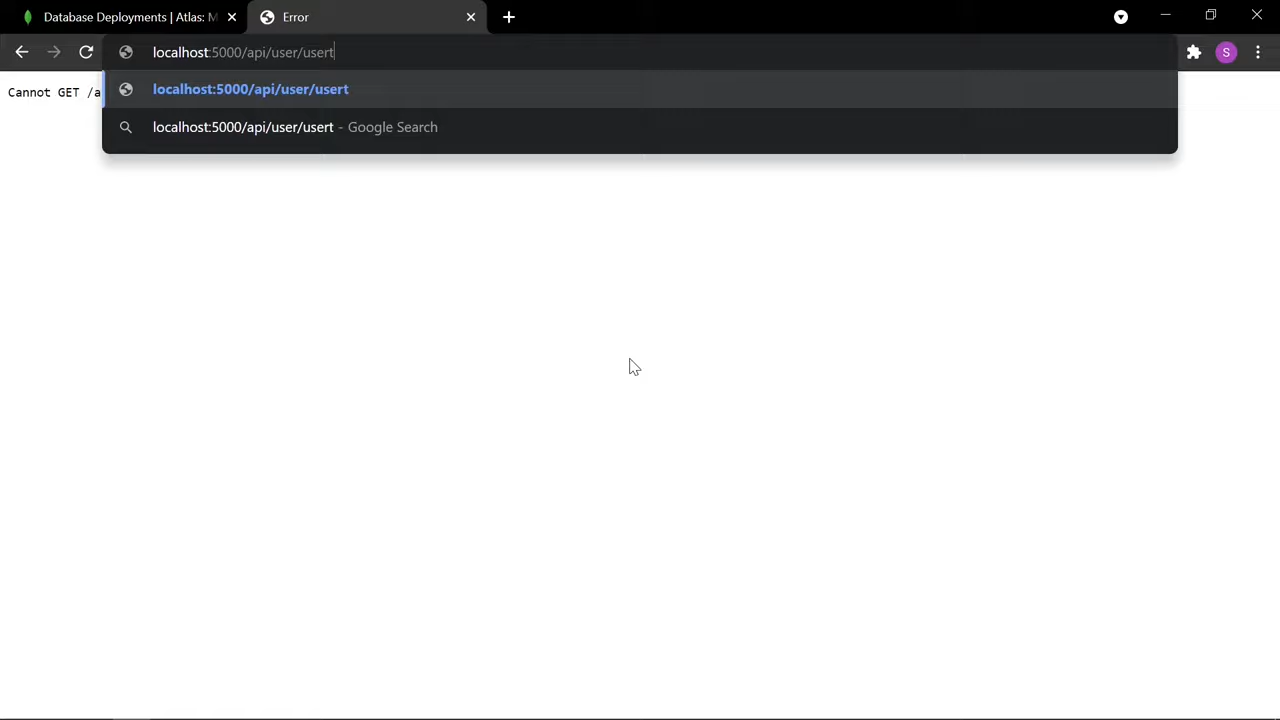 Database Deployments | Atlas: M
Error
localhost:5000/api/user/usert
S
Cannot GET /a
localhost:5000/api/user/usert
localhost:5000/api/user/usert - Google Search